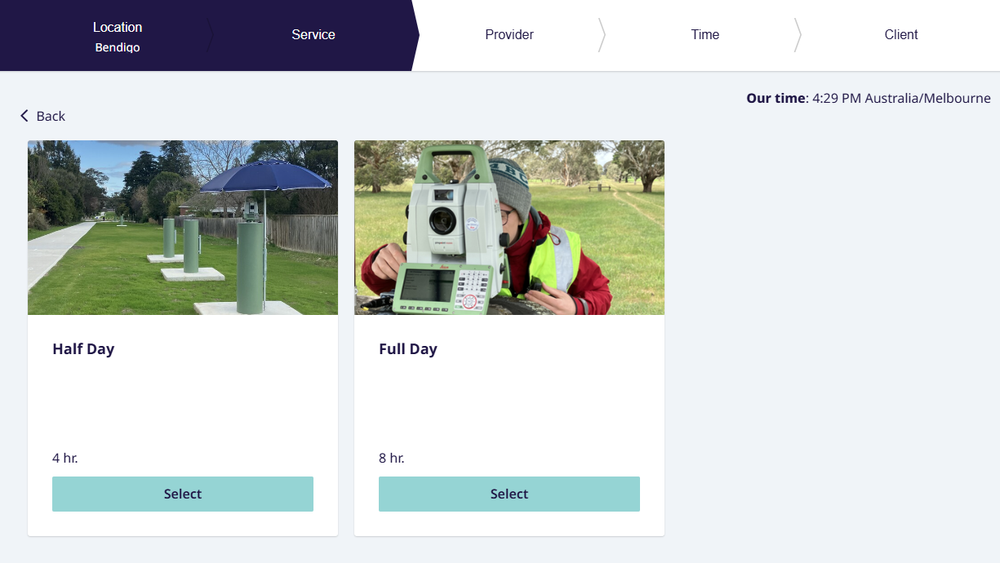 Location
Bendigo
Service
Provider
Time
Client
Our time: 4:29 PM Australia/Melbourne
Back
Half Day
4 hr.
Select
Full Day
8 hr.
Select